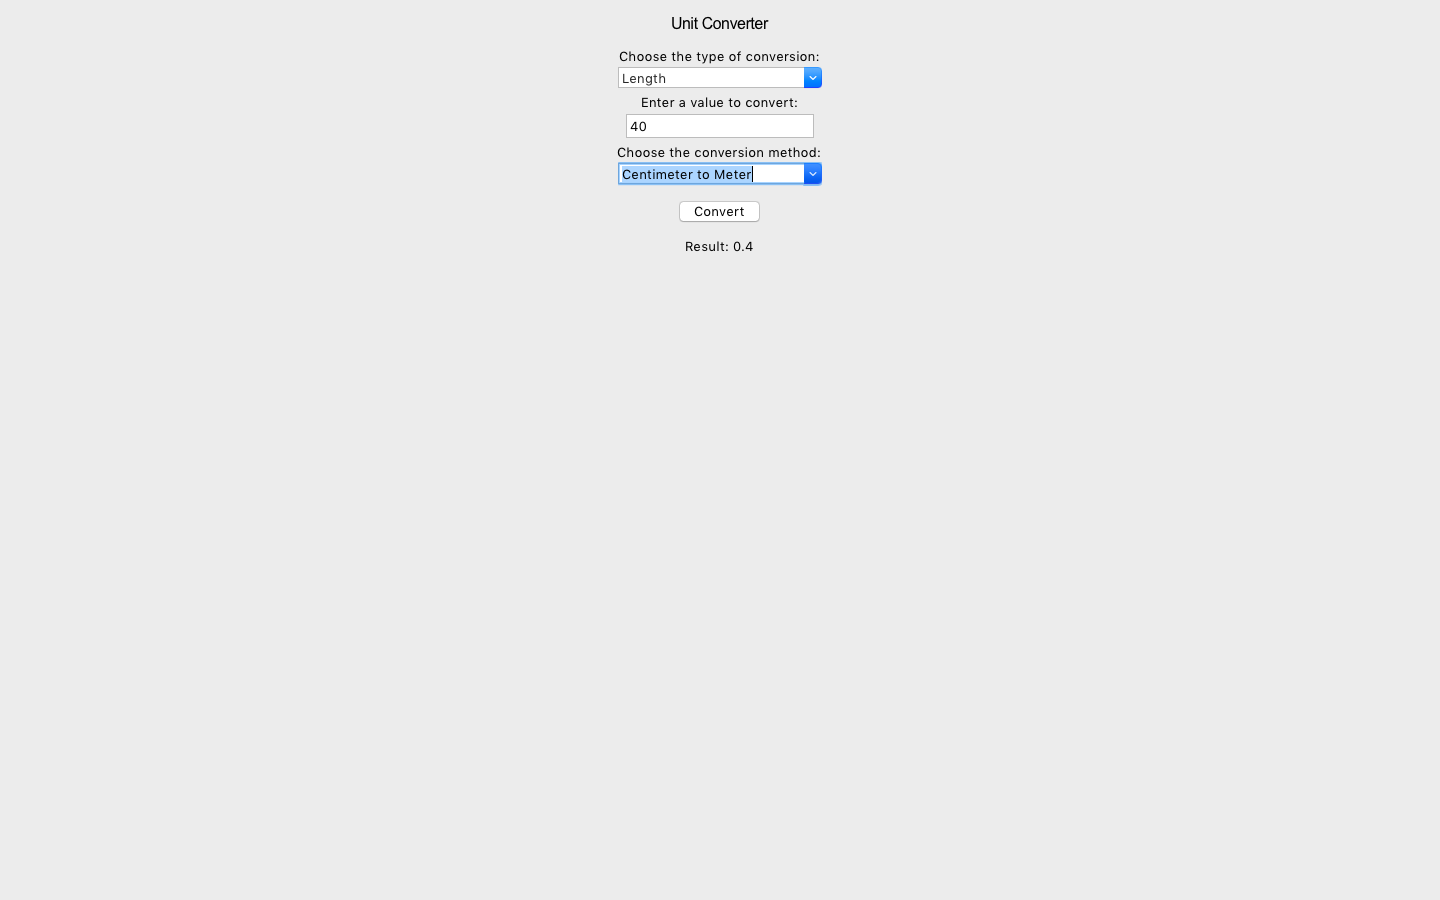 Unit Converter
Choose the type of conversion:
Length
Enter a value to convert:
40
Choose the conversion method:
Centimeter to Meter
Convert
Result: 0.4